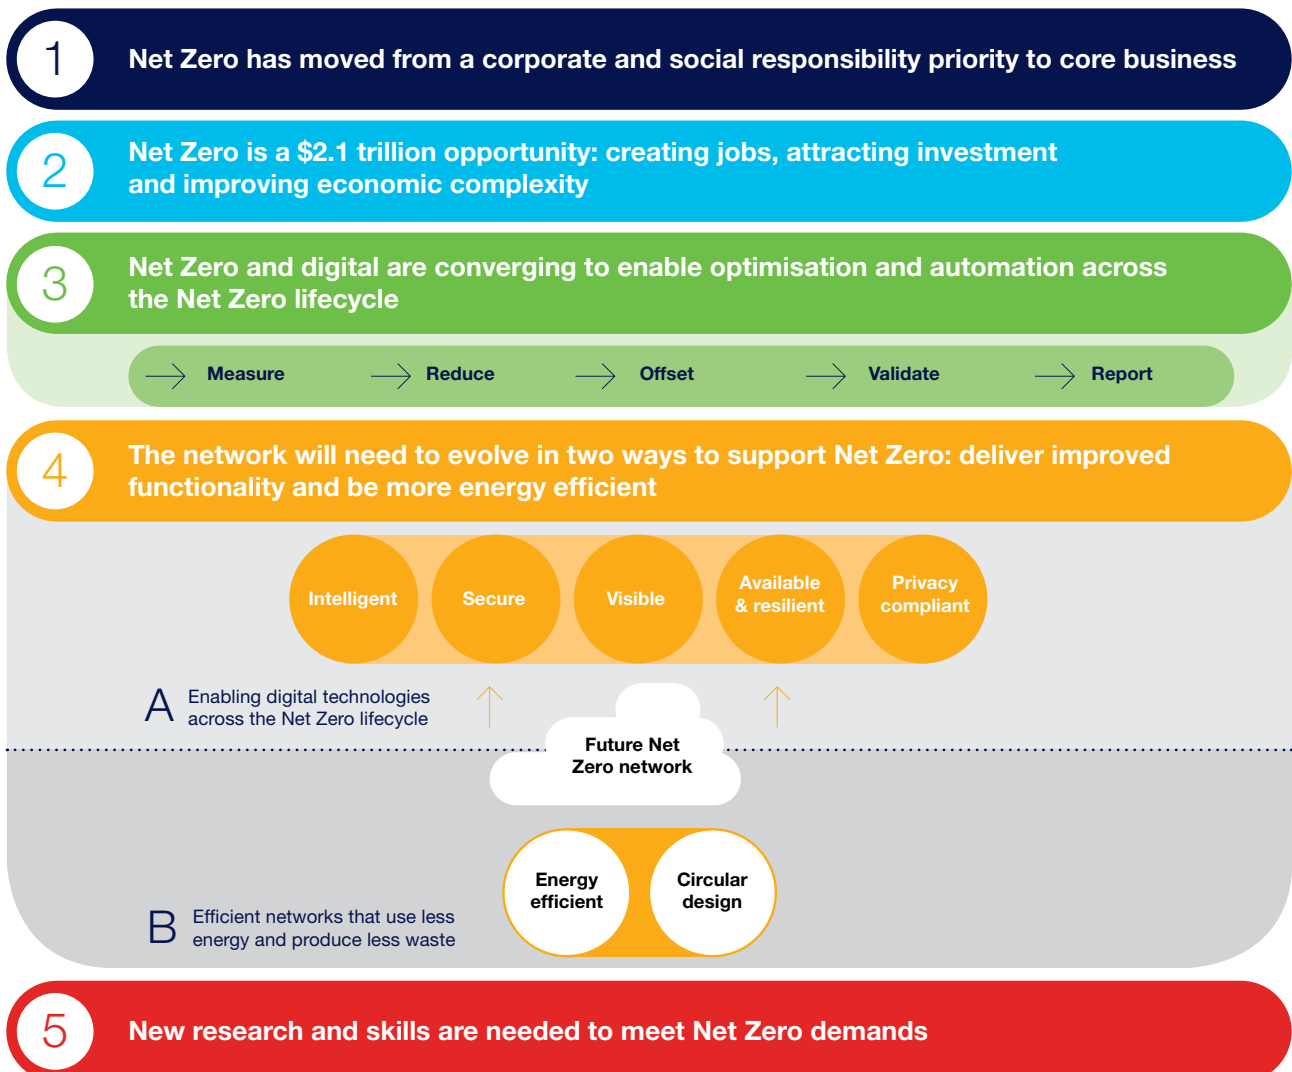 1
Net Zero has moved from a corporate and social responsibility priority to core business
2
Net Zero is a $2.1 trillion opportunity: creating jobs, attracting investment
and improving economic complexity
3
Net Zero and digital are converging to enable optimisation and automation across
the Net Zero lifecycle
Measure
Reduce
Offset
Validate
Report
4
The network will need to evolve in two ways to support Net Zero: deliver improved
functionality and be more energy efficient
Intelligent
Secure
Visible
Available
& resilient
Privacy
compliant
A
Enabling digital technologies
across the Net Zero lifecycle
Future Net
Zero network
Energy
efficient
Circular
design
B
Efficient networks that use less
energy and produce less waste
5
New research and skills are needed to meet Net Zero demands